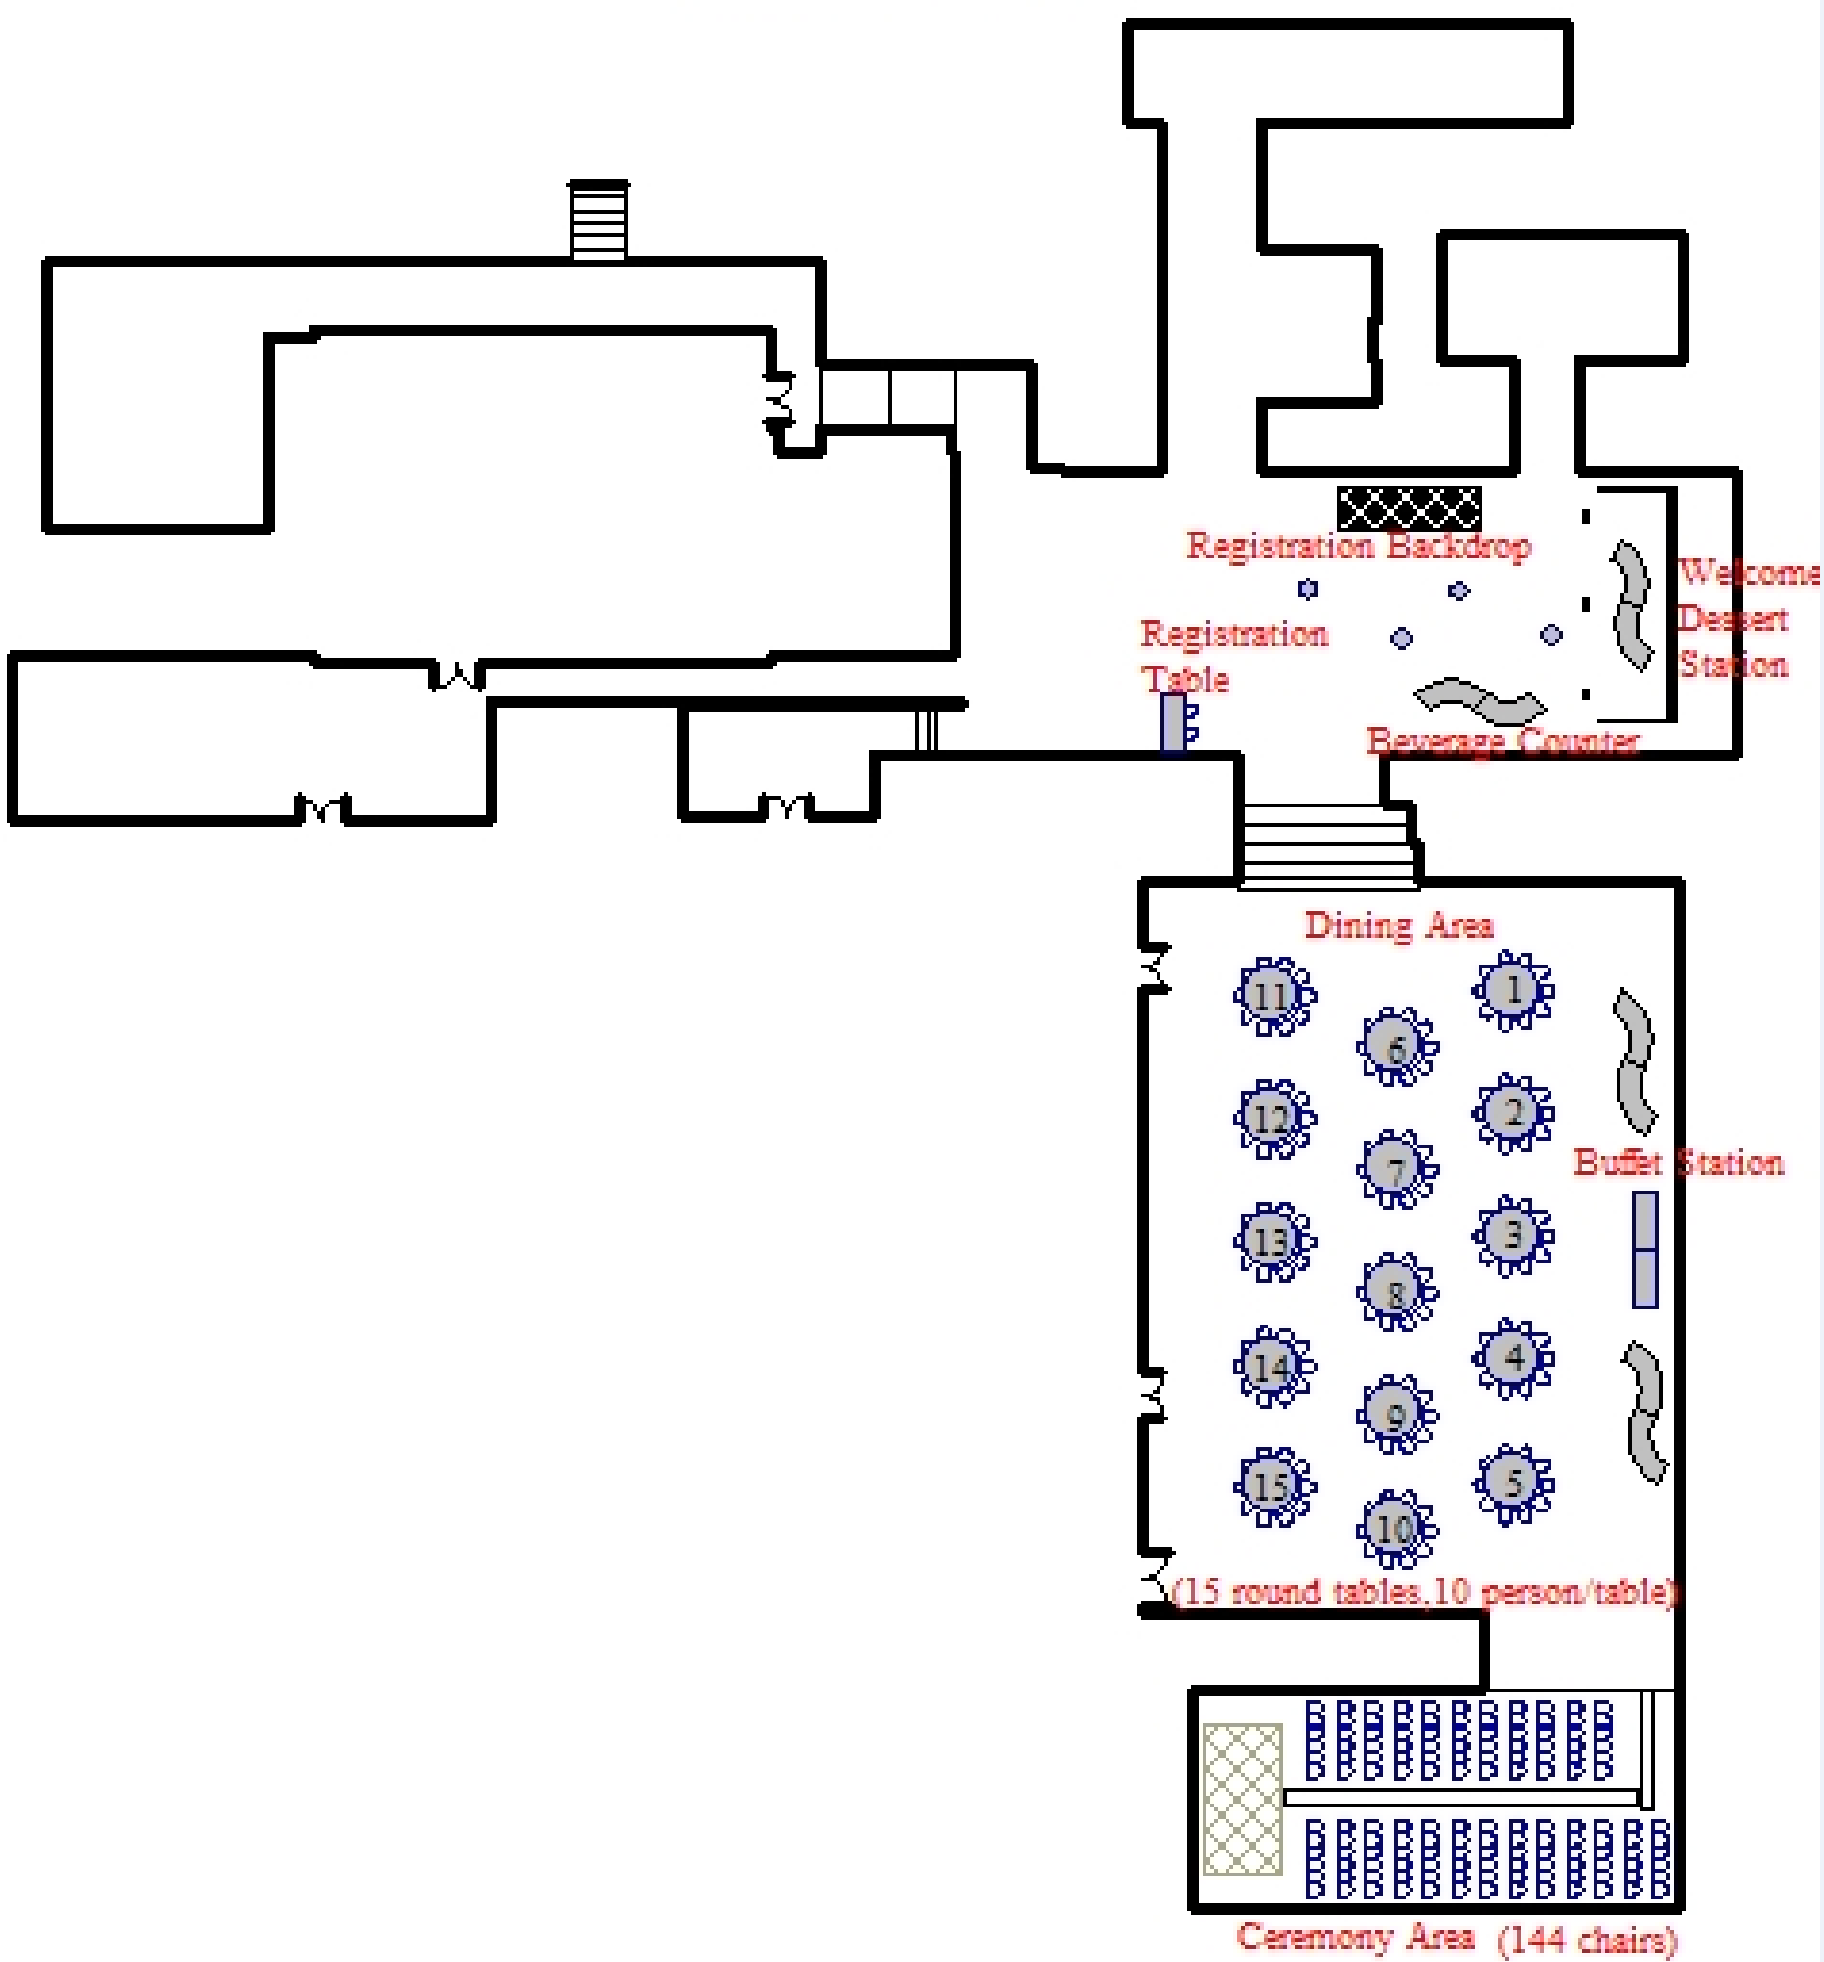 Registration Backdrop
Welcome
Dessert
Station
Registration
Table
Beverage Counter
Dining Area
11
1
6
12
2
7
13
3
Buffet Station
8
14
4
9
15
5
10
(15 round tables,10 person/table)
Ceremony Area (144 chairs)